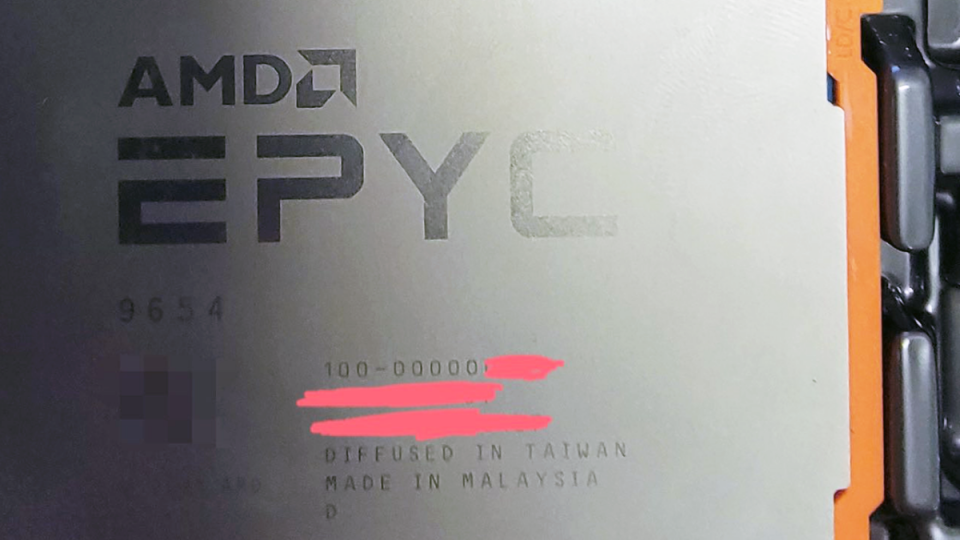 AMD
EPYC
9654
100-00000
DIFFUSED IN TAIWAN
MADE IN MALAYSIA
D